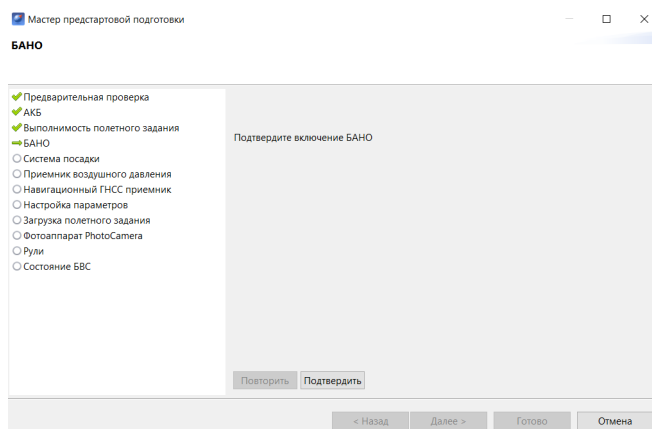 Мастер предстартовой подготовки
БАНО
Предварительная проверка
АКБ
Выполнимость полетного задания
БАНО
Система посадки
Приемник воздушного давления
Навигационный ГНСС приемник
Настройка параметров
Загрузка полетного задания
Фотоаппарат PhotoCamera
Рули
Состояние БВС
Подтвердите включение БАНО
Повторить Подтвердить
< Назад Далее > Готово Отмена